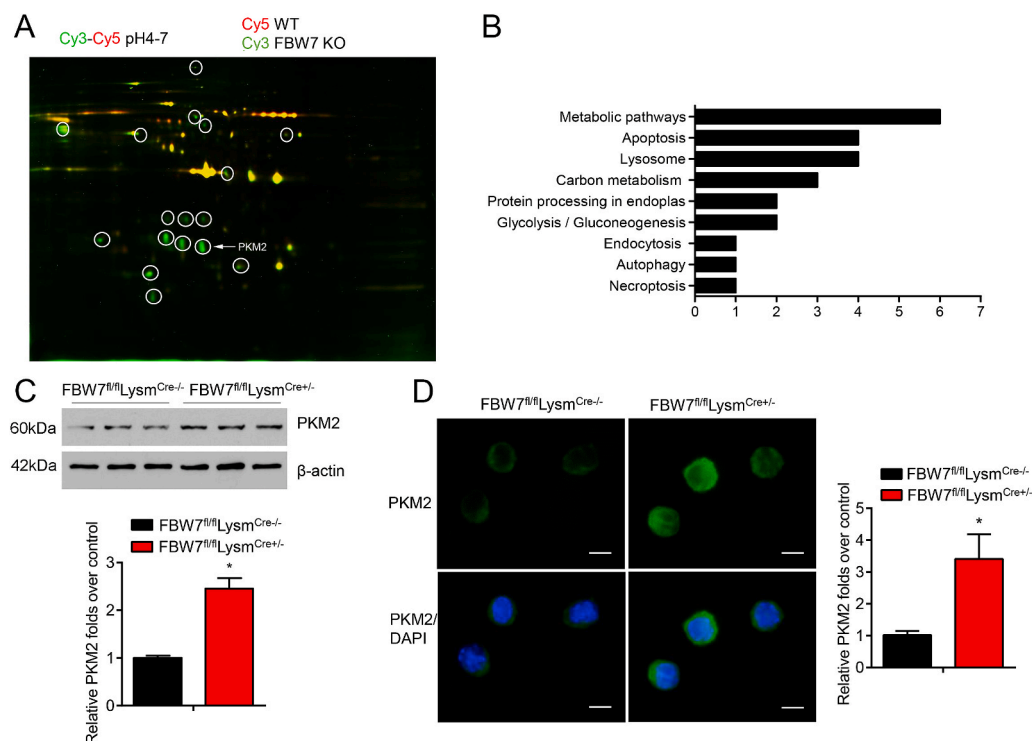 A
Cy3-Cy5 pH4-7
Cy5 WT
Cy3 FBW7 KO
PKM2
B
Metabolic pathways
Apoptosis
Lysosome
Carbon metabolism
Protein processing in endoplas
Glycolysis / Gluconeogenesis
Endocytosis
Autophagy
Necroptosis
0 1 2 3 4 5 6 7
C
FBW7fl/flLysmCre-/- FBW7fl/flLysmCre+/-
60kDa PKM2
42kDa β-actin
FBW7fl/flLysmCre-/-
FBW7fl/flLysmCre+/-
Relative PKM2 folds over control
3
2
1
0
*
D
FBW7fl/flLysmCre-/- FBW7fl/flLysmCre+/-
PKM2
PKM2/
DAPI
FBW7fl/flLysmCre-/-
FBW7fl/flLysmCre+/-
Relative PKM2 folds over control
5
4
3
2
1
0
*